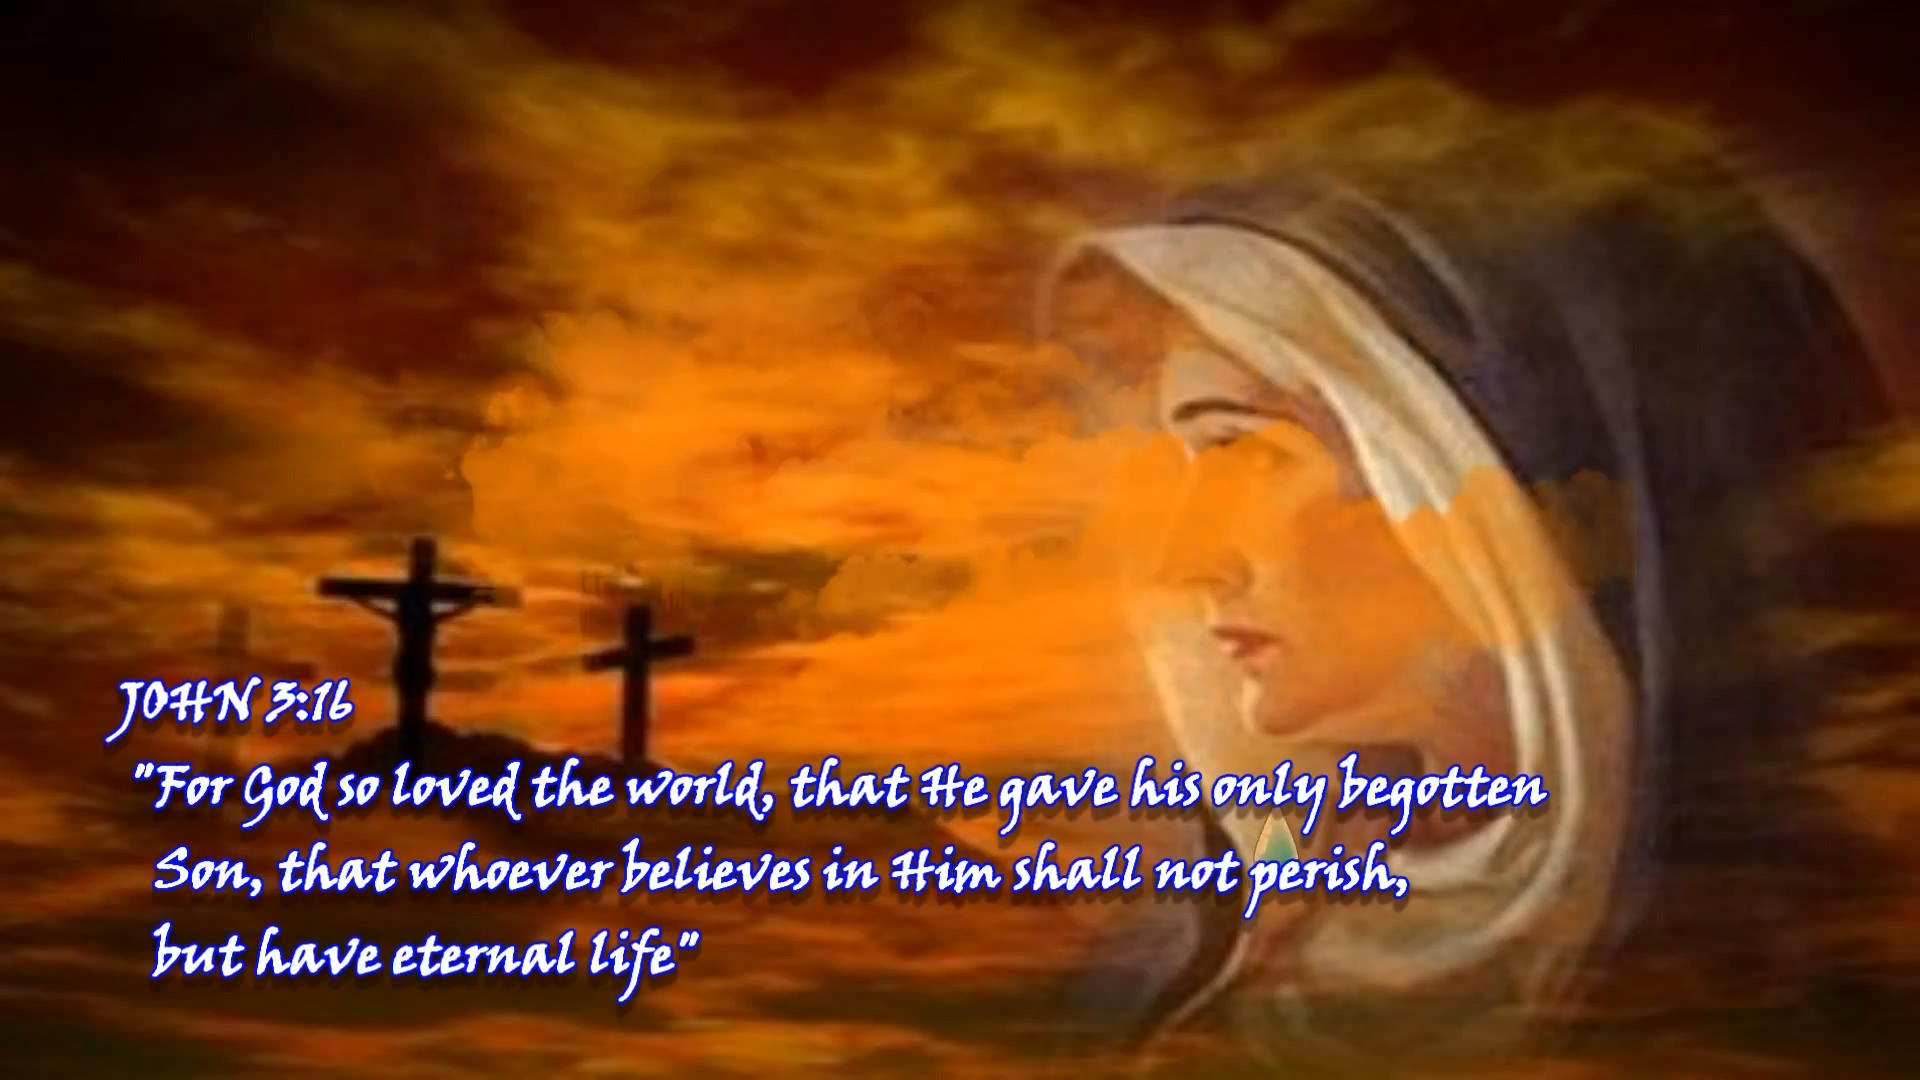 JOHN 3:16
"For God so loved the world, that He gave his only begotten
Son, that whoever believes in Him shall not perish,
but have eternal life"